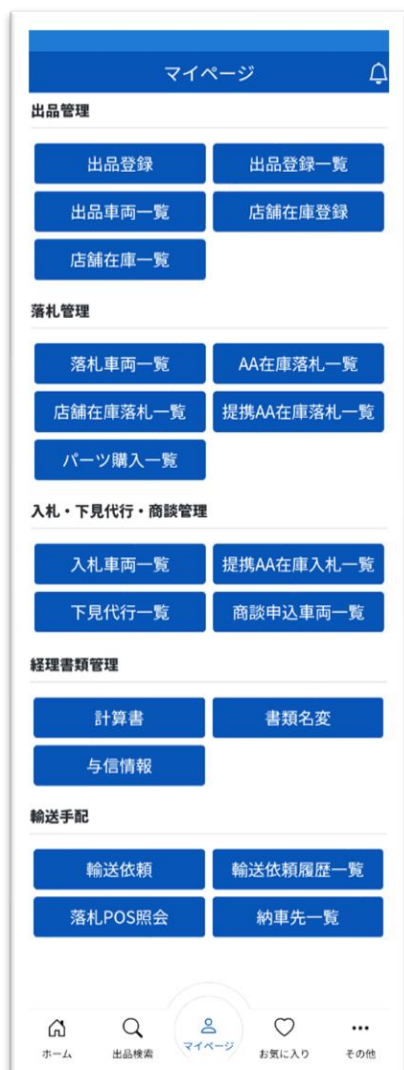 マイページ
出品管理
出品登録 出品登録一覧
出品車両一覧 店舗在庫登録
店舗在庫一覧
落札管理
落札車両一覧 AA在庫落札一覧
店舗在庫落札一覧 提携AA在庫落札一覧
パーツ購入一覧
入札・下見代行・商談管理
入札車両一覧 提携AA在庫入札一覧
下見代行一覧 商談申込車両一覧
経理書類管理
計算書 書類名変
与信情報
輸送手配
輸送依頼 輸送依頼履歴一覧
落札POS照会 納車先一覧
ホーム 出品検索 マイページ お気に入り その他